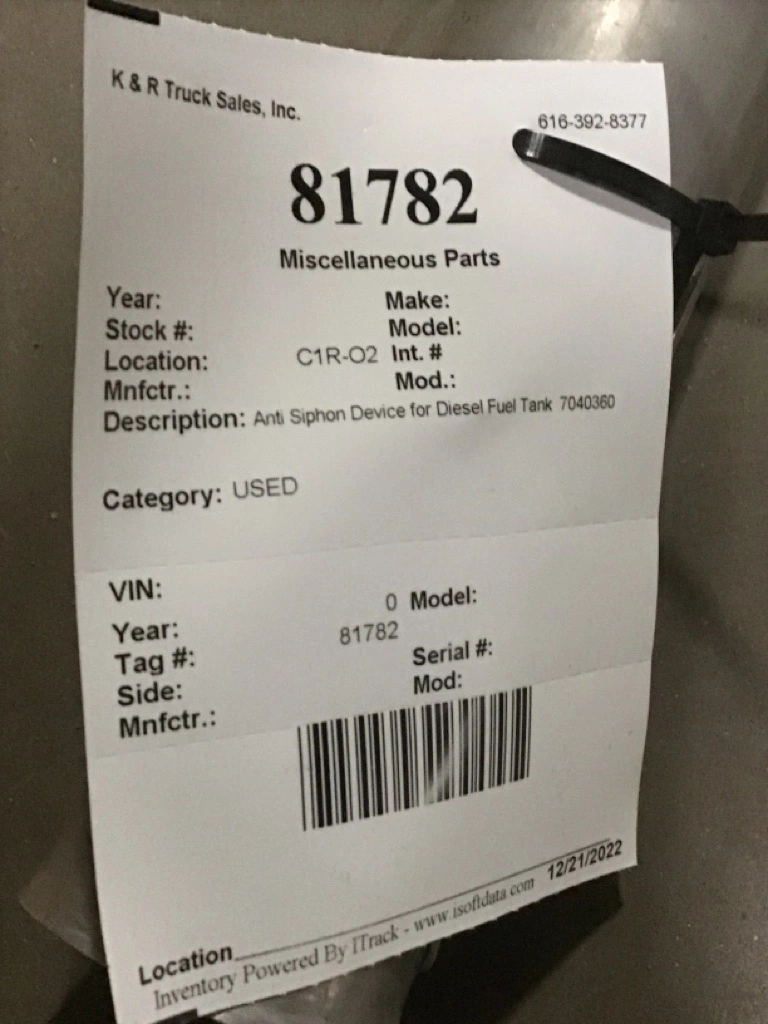 K & R Truck Sales, Inc.
616-392-8377
81782
Miscellaneous Parts
Year: Make:
Stock #: Model:
Location: C1R-O2 Int. #
Mnfctr.: Mod.:
Description: Anti Siphon Device for Diesel Fuel Tank 7040360
Category: USED
VIN:
Year: 0 Model:
Tag #: 81782
Side: Serial #:
Mnfctr.: Mod:
Location
Inventory Powered By ITrack - www.isoftdata.com 12/21/2022